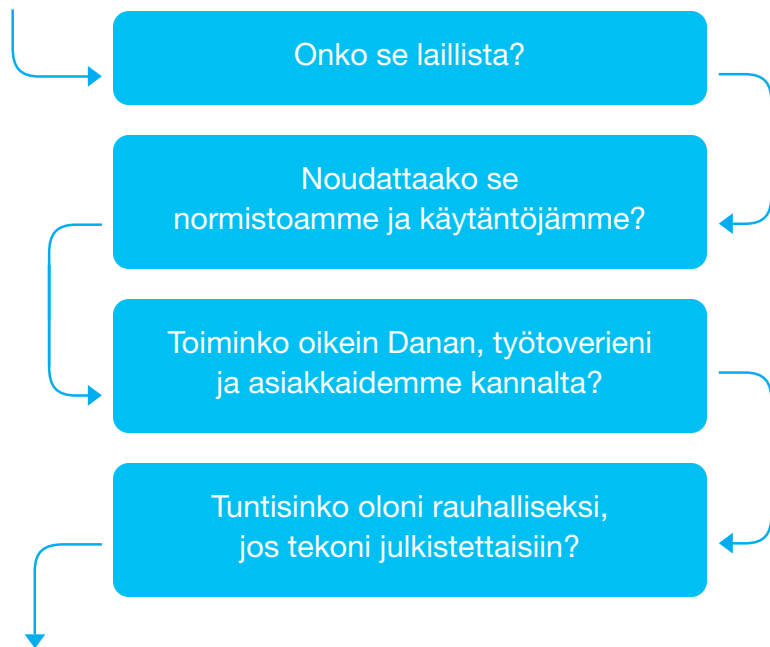 Onko se laillista?
Noudattaako se
normistoamme ja käytäntöjämme?
Toiminko oikein Danan, työtoverieni
ja asiakkaidemme kannalta?
Tuntisinko oloni rauhalliseksi,
jos tekoni julkistettaisiin?